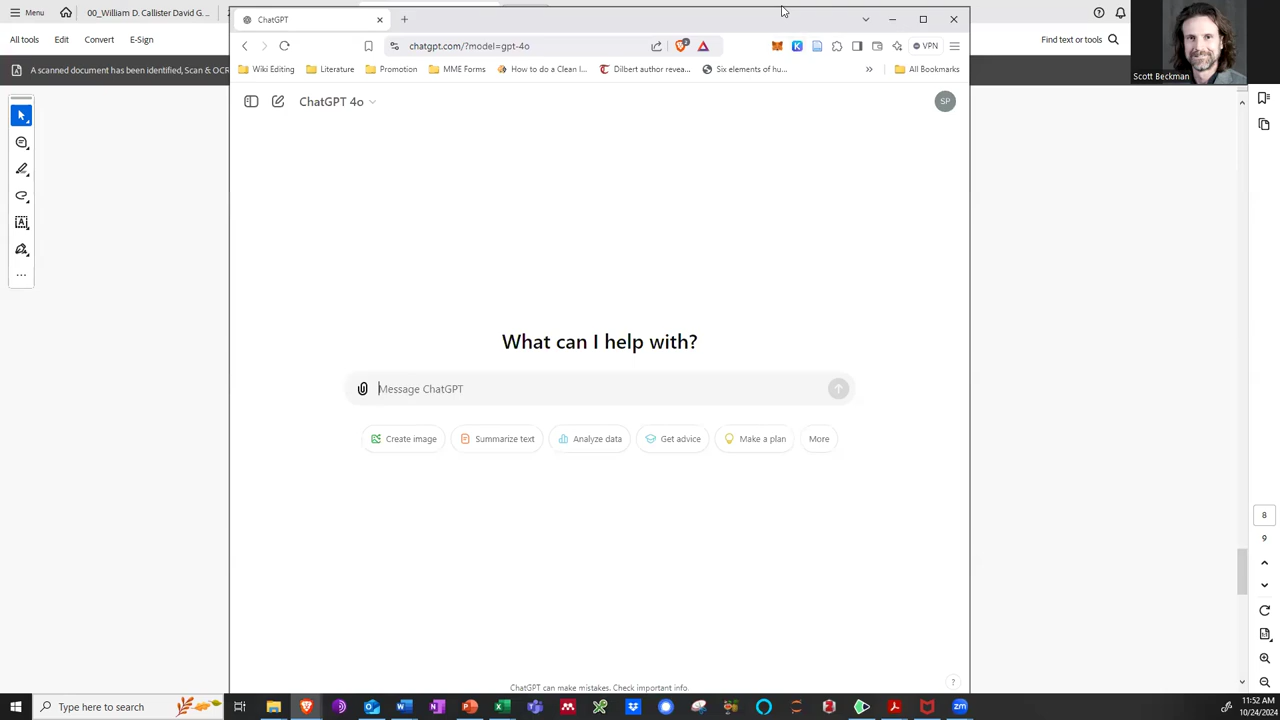 Menu
00_William D. Callister David G. ..
ChatGPT
All tools
Edit
Convert
E-Sign
Find text or tools
chatgpt.com/?model=gpt-4o
2
VPN
A scanned document has been identified, Scan & OCR
Wiki Editing
Literature
Promotion
MME Forms
How to do a Clean I...
Dilbert author revea...
Six elements of hu...
»
All Bookmarks
Scott Beckman
ChatGPT 4o
SP
What can I help with?
Message ChatGPT
Create image
Summarize text
Analyze data
Get advice
Make a plan
More
8
9
ChatGPT can make mistakes. Check important info.
?
Type here to search
11:52 AM
10/24/2024